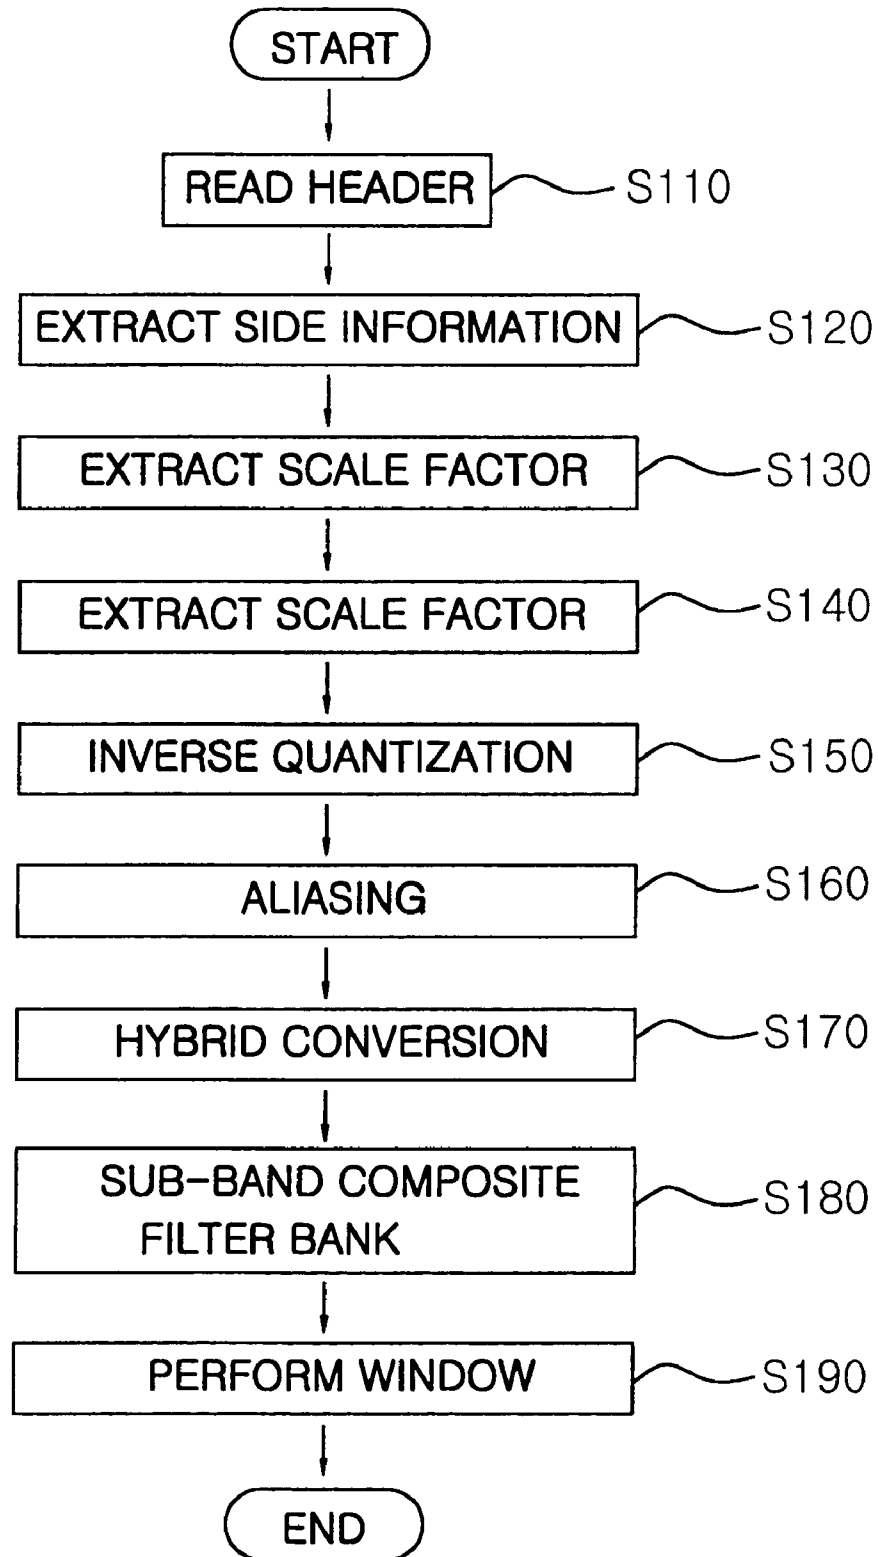 START
READ HEADER
S110
EXTRACT SIDE INFORMATION
S120
EXTRACT SCALE FACTOR
S130
EXTRACT SCALE FACTOR
S140
INVERSE QUANTIZATION
S150
ALIASING
S160
HYBRID CONVERSION
S170
SUB-BAND COMPOSITE
FILTER BANK
S180
PERFORM WINDOW
S190
END